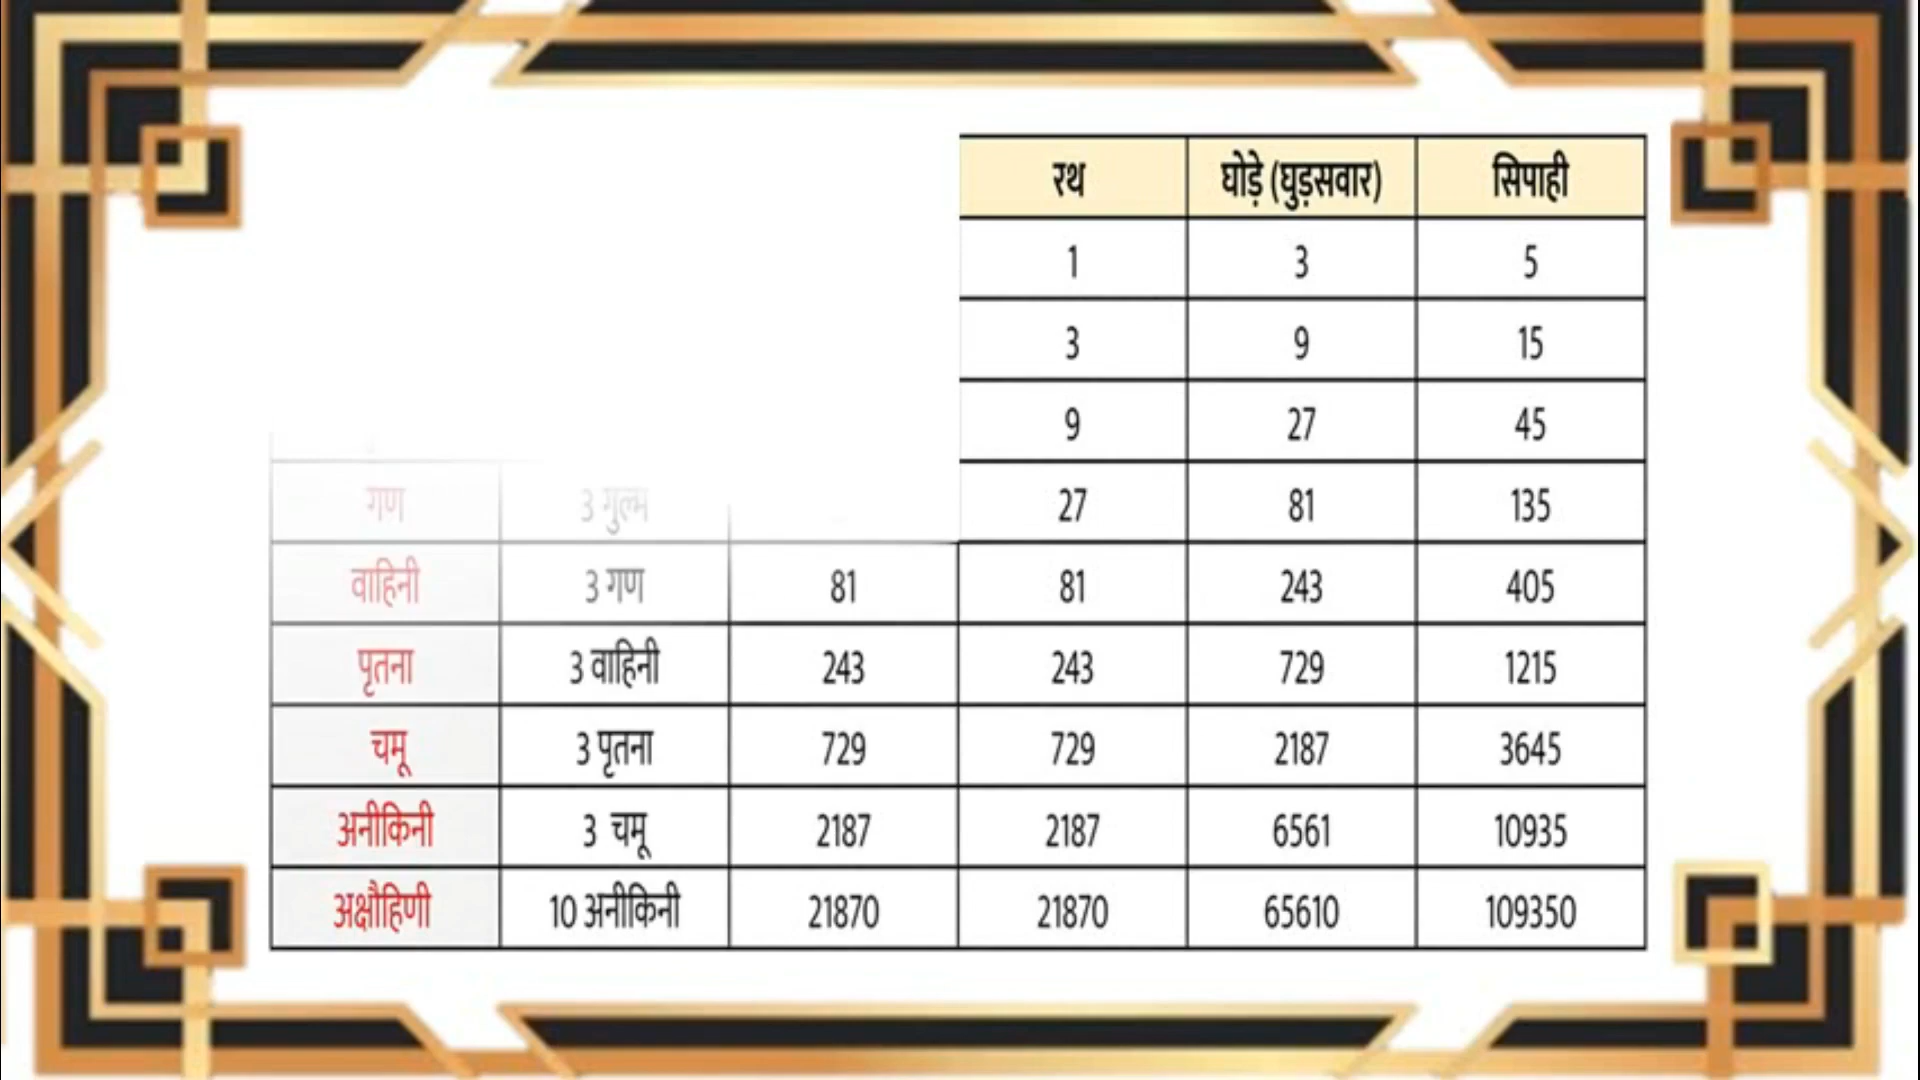 रथ घोड़े (घुड़सवार) सिपाही
1 3 5
3 9 15
9 27 45
गण 3 गुल्म 27 81 135
वाहिनी 3 गण 81 81 243 405
पृतना 3 वाहिनी 243 243 729 1215
चमू 3 पृतना 729 729 2187 3645
अनीकिनी 3 चमू 2187 2187 6561 10935
अक्षौहिणी 10 अनीकिनी 21870 21870 65610 109350